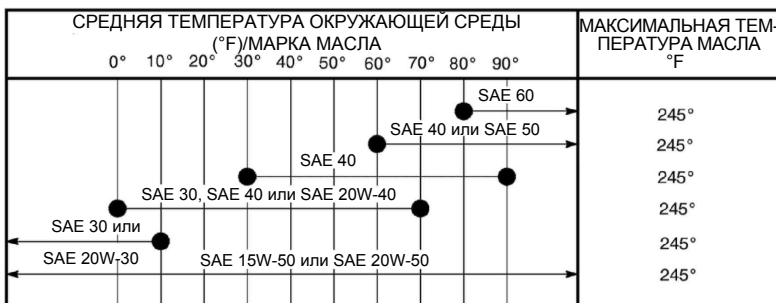 СРЕДНЯЯ ТЕМПЕРАТУРА ОКРУЖАЮЩЕЙ СРЕДЫ
(°F)/МАРКА МАСЛА
0° 10° 20° 30° 40° 50° 60° 70° 80° 90°
МАКСИМАЛЬНАЯ ТЕМ-
ПЕРАТУРА МАСЛА
°F
SAE 60
245°
SAE 40 или SAE 50
245°
SAE 40
245°
SAE 30, SAE 40 или SAE 20W-40
245°
SAE 30 или
245°
SAE 20W-30
SAE 15W-50 или SAE 20W-50
245°